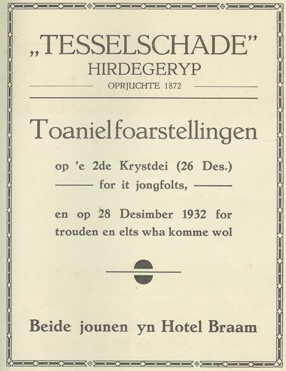 „TESSELSCHADE”
HIRDEGERYP
OPRJUCHTE 1872
Toanielfoarstellingen
op 'e 2de Krystdei (26 Des.)
for it jongfolts,
en op 28 Desimber 1932 for
trouden en elts wha komme wol
Beide jounen yn Hotel Braam